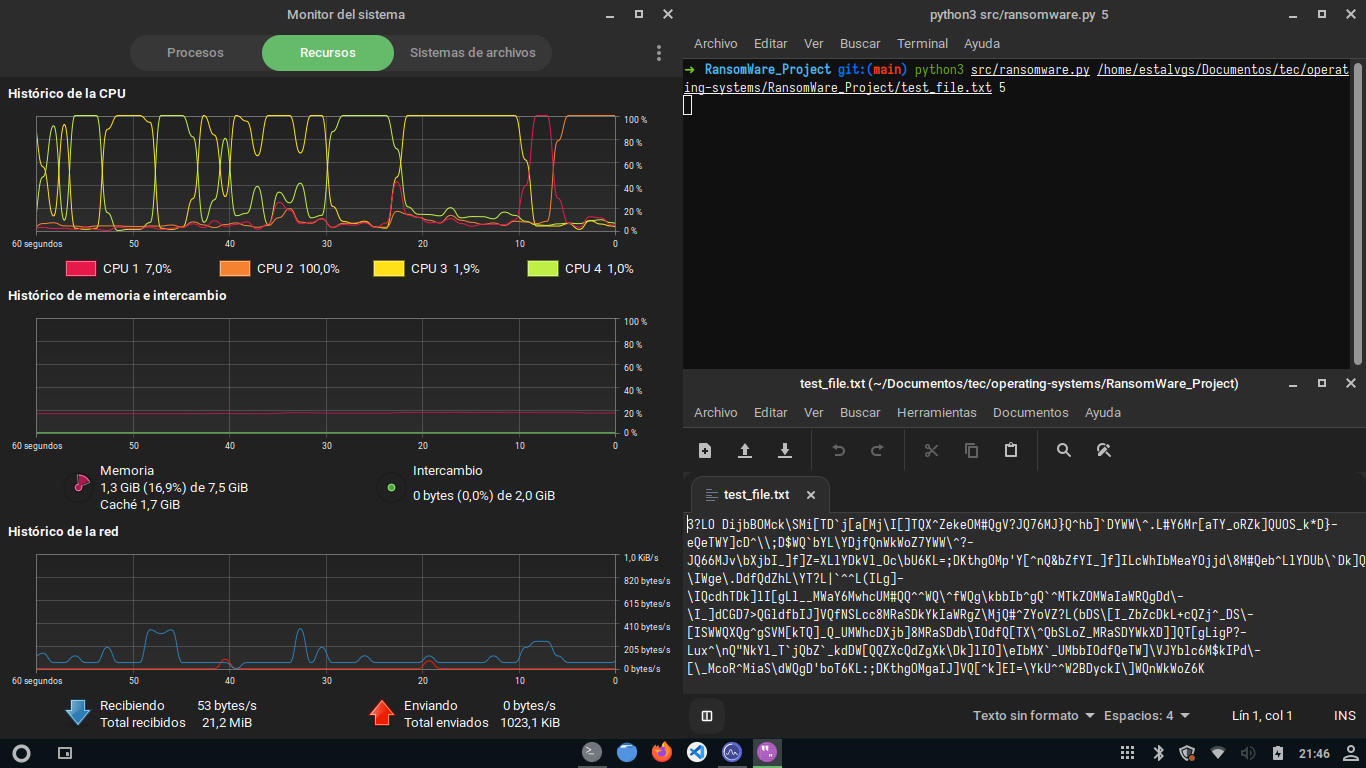 Monitor del sistema
Procesos
Recursos
Sistemas de archivos
Histórico de la CPU
100 %
80 %
60 %
40 %
20 %
0 %
60 segundos
50
40
30
20
10
0
CPU 1 7,0%
CPU 2 100,0%
CPU 3 1,9%
CPU 4 1,0%
Histórico de memoria e intercambio
100 %
80 %
60 %
40 %
20 %
0 %
60 segundos
50
40
30
20
10
0
Memoria
1,3 GiB (16,9%) de 7,5 GiB
Caché 1,7 GiB
Intercambio
0 bytes (0,0%) de 2,0 GiB
Histórico de la red
1,0 KiB/s
820 bytes/s
615 bytes/s
410 bytes/s
205 bytes/s
0 bytes/s
60 segundos
50
40
30
20
10
0
Recibiendo 53 bytes/s
Total recibidos 21,2 MiB
Enviando 0 bytes/s
Total enviados 1023,1 KiB
python3 src/ransomware.py 5
Archivo Editar Ver Buscar Terminal Ayuda
➜ RansomWare_Project git:(main) python3 src/ransomware.py /home/estalvgs/Documentos/tec/operat
ing-systems/RansomWare_Project/test_file.txt 5
test_file.txt (~/Documentos/tec/operating-systems/RansomWare_Project)
Archivo Editar Ver Buscar Herramientas Documentos Ayuda
test_file.txt
3?LO DijbBOMck\SMi[TD`j[a[Mj\I[]TQX^ZekeOM#QgV?JQ76MJ}Q^hb]`DYWW\^.L#Y6Mr[aTY_oRZk]QUOS_k*D}-
eQeTWY]cD^\\;D$WQ`bYL\YDjfQnWkWoZ7YWW\^?-
JQ66MJv\bXjbI_]f]Z=XLlYDkVl_Oc\bU6KL=;DKthgOMp'Y[^nQ&bZfYI_]f]ILcWhIbMeaYOjjd\8M#Qeb^LlYDUb\`Dk]Q
\IWge\.DdfQdZhL\YT?L|`^^L(ILg]-
\IQcdhTDk]lI[gLl__MWaY6MwhcUM#QQ^^WQ\^fWQg\kbbIb^gQ`^MTkZOMWaIaWRQgDd\-
\I_]dCGD7>QGldfbIJ]VQfNSLcc8MRaSDkYkIaWRgZ\MjQ#^ZYoVZ?L(bDS\[I_ZbZcDkL+cQZj^_DS\-
[ISWWQXQg^gSVM[kTQ]_Q_UMWhcDXjb]8MRaSDdb\IOdfQ[TX\^QbSLoZ_MRaSDYWkXD]]QT[gLigP?-
Lux^\nQ"NkYl_T`jQbZ`_kdDW[QQZXcQdZgXk\Dk]lIO]\eIbMX`_UMbbIOdfQeTW]\VJYblc6M$kIPd\-
[\_McoR^MiaS\dWQgD'boT6KL:;DKthgOMgaIJ]VQ[^k]EI=\YkU^^W2BDyckI\]WQnWkWoZ6K
Texto sin formato Espacios: 4 Lín 1, col 1 INS
21:46